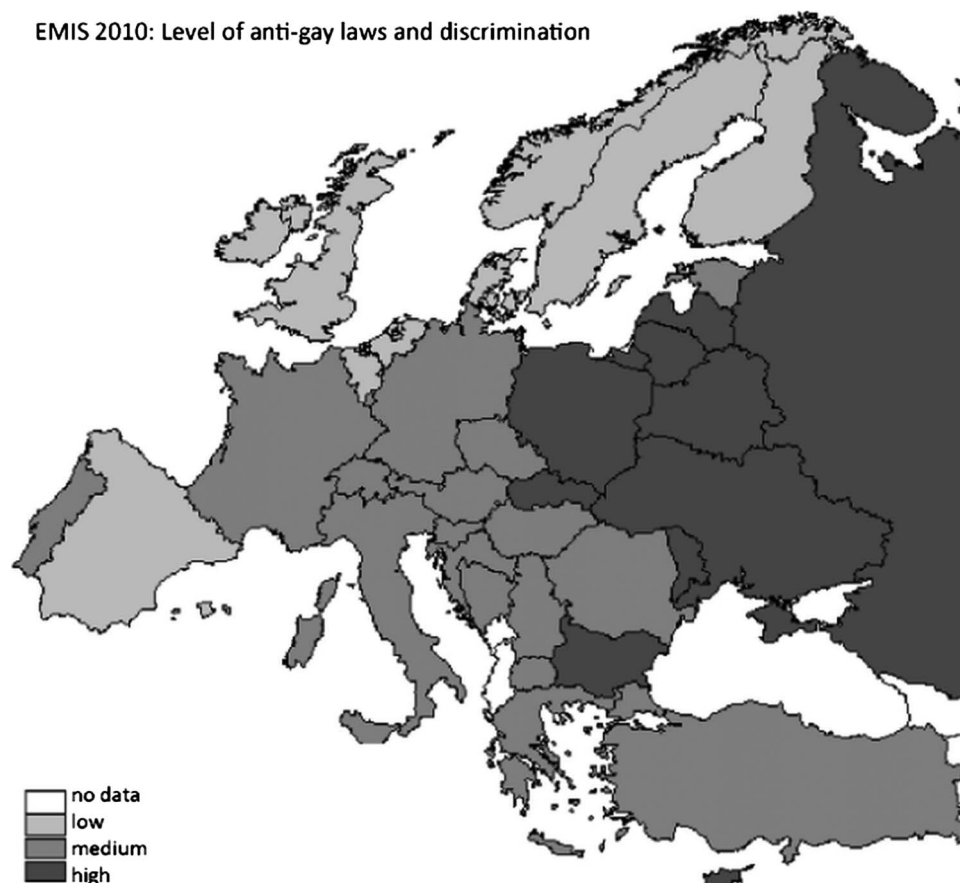 EMIS 2010: Level of anti-gay laws and discrimination
no data
low
medium
high